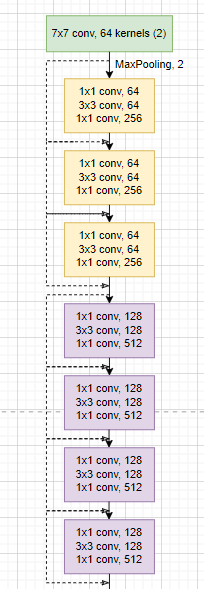 7x7 conv, 64 kernels (2)
MaxPooling, 2
1x1 conv, 64
3x3 conv, 64
1x1 conv, 256
1x1 conv, 64
3x3 conv, 64
1x1 conv, 256
1x1 conv, 64
3x3 conv, 64
1x1 conv, 256
1x1 conv, 128
3x3 conv, 128
1x1 conv, 512
1x1 conv, 128
3x3 conv, 128
1x1 conv, 512
1x1 conv, 128
3x3 conv, 128
1x1 conv, 512
1x1 conv, 128
3x3 conv, 128
1x1 conv, 512